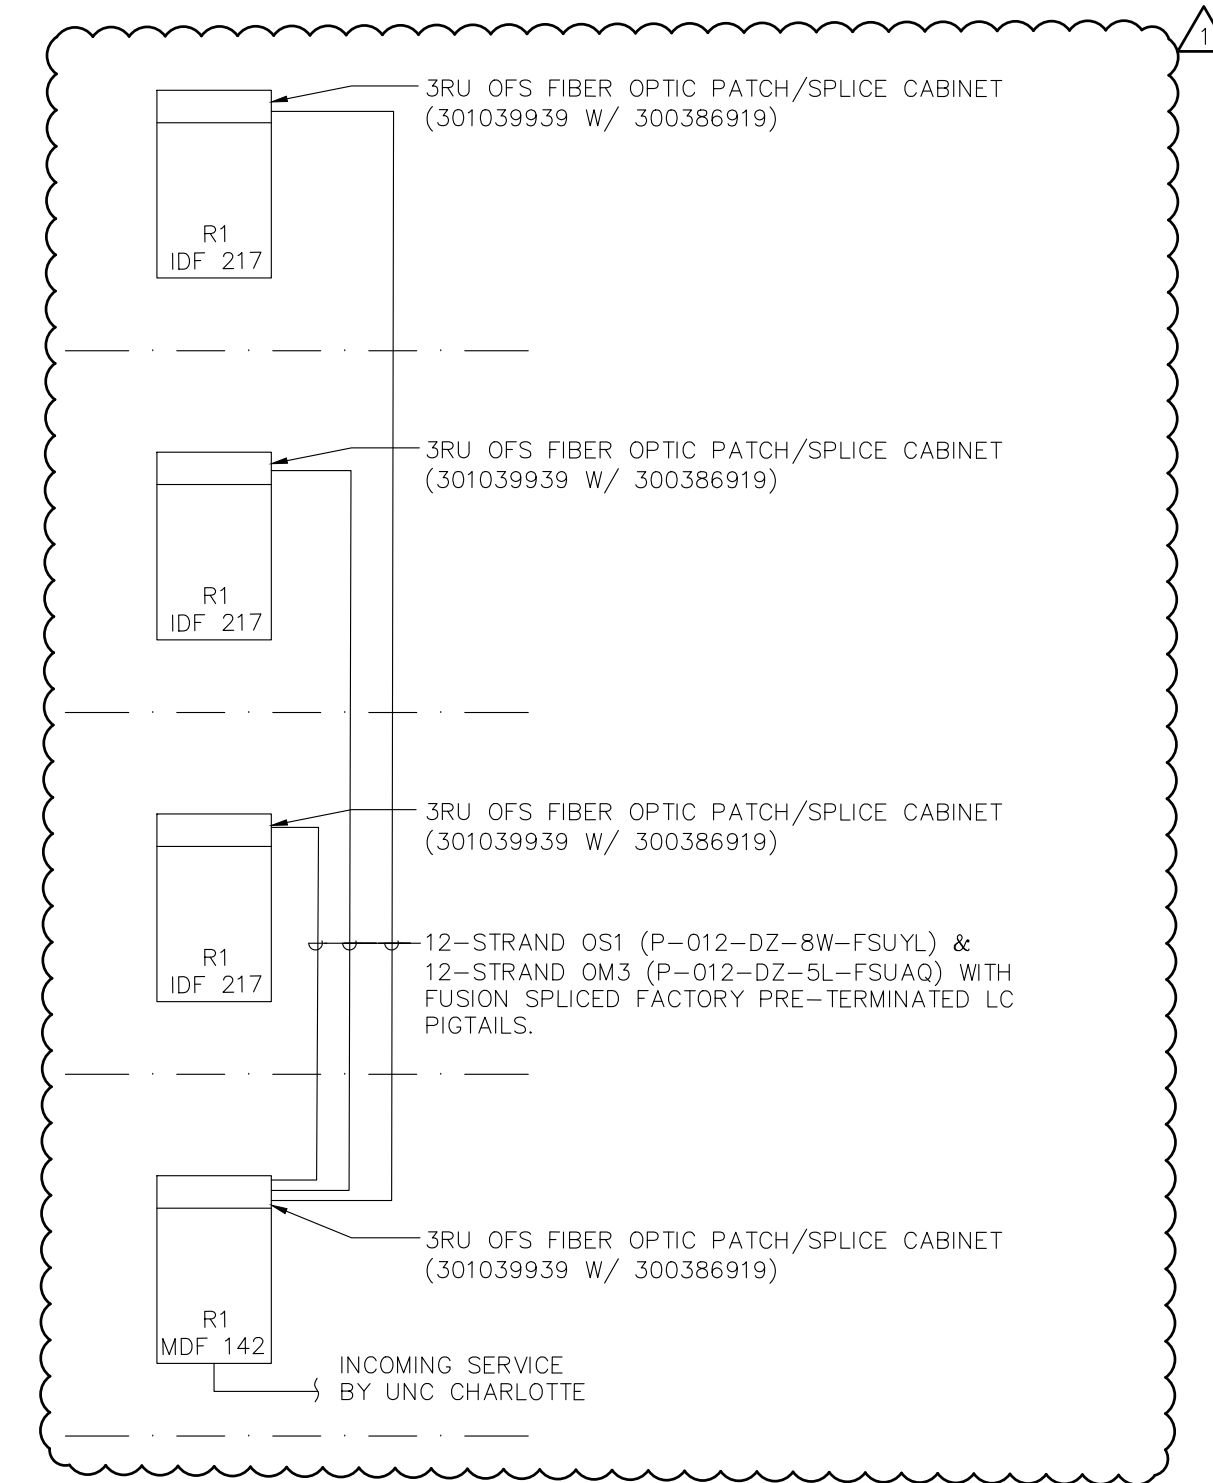 1
3RU OFS FIBER OPTIC PATCH/SPLICE CABINET
(301039939 W/ 300386919)
R1
IDF 217
3RU OFS FIBER OPTIC PATCH/SPLICE CABINET
(301039939 W/ 300386919)
R1
IDF 217
3RU OFS FIBER OPTIC PATCH/SPLICE CABINET
(301039939 W/ 300386919)
R1
IDF 217
12-STRAND OS1 (P-012-DZ-8W-FSUYL) &
12-STRAND OM3 (P-012-DZ-5L-FSUAQ) WITH
FUSION SPLICED FACTORY PRE-TERMINATED LC
PIGTAILS.
3RU OFS FIBER OPTIC PATCH/SPLICE CABINET
(301039939 W/ 300386919)
R1
MDF 142
INCOMING SERVICE
BY UNC CHARLOTTE